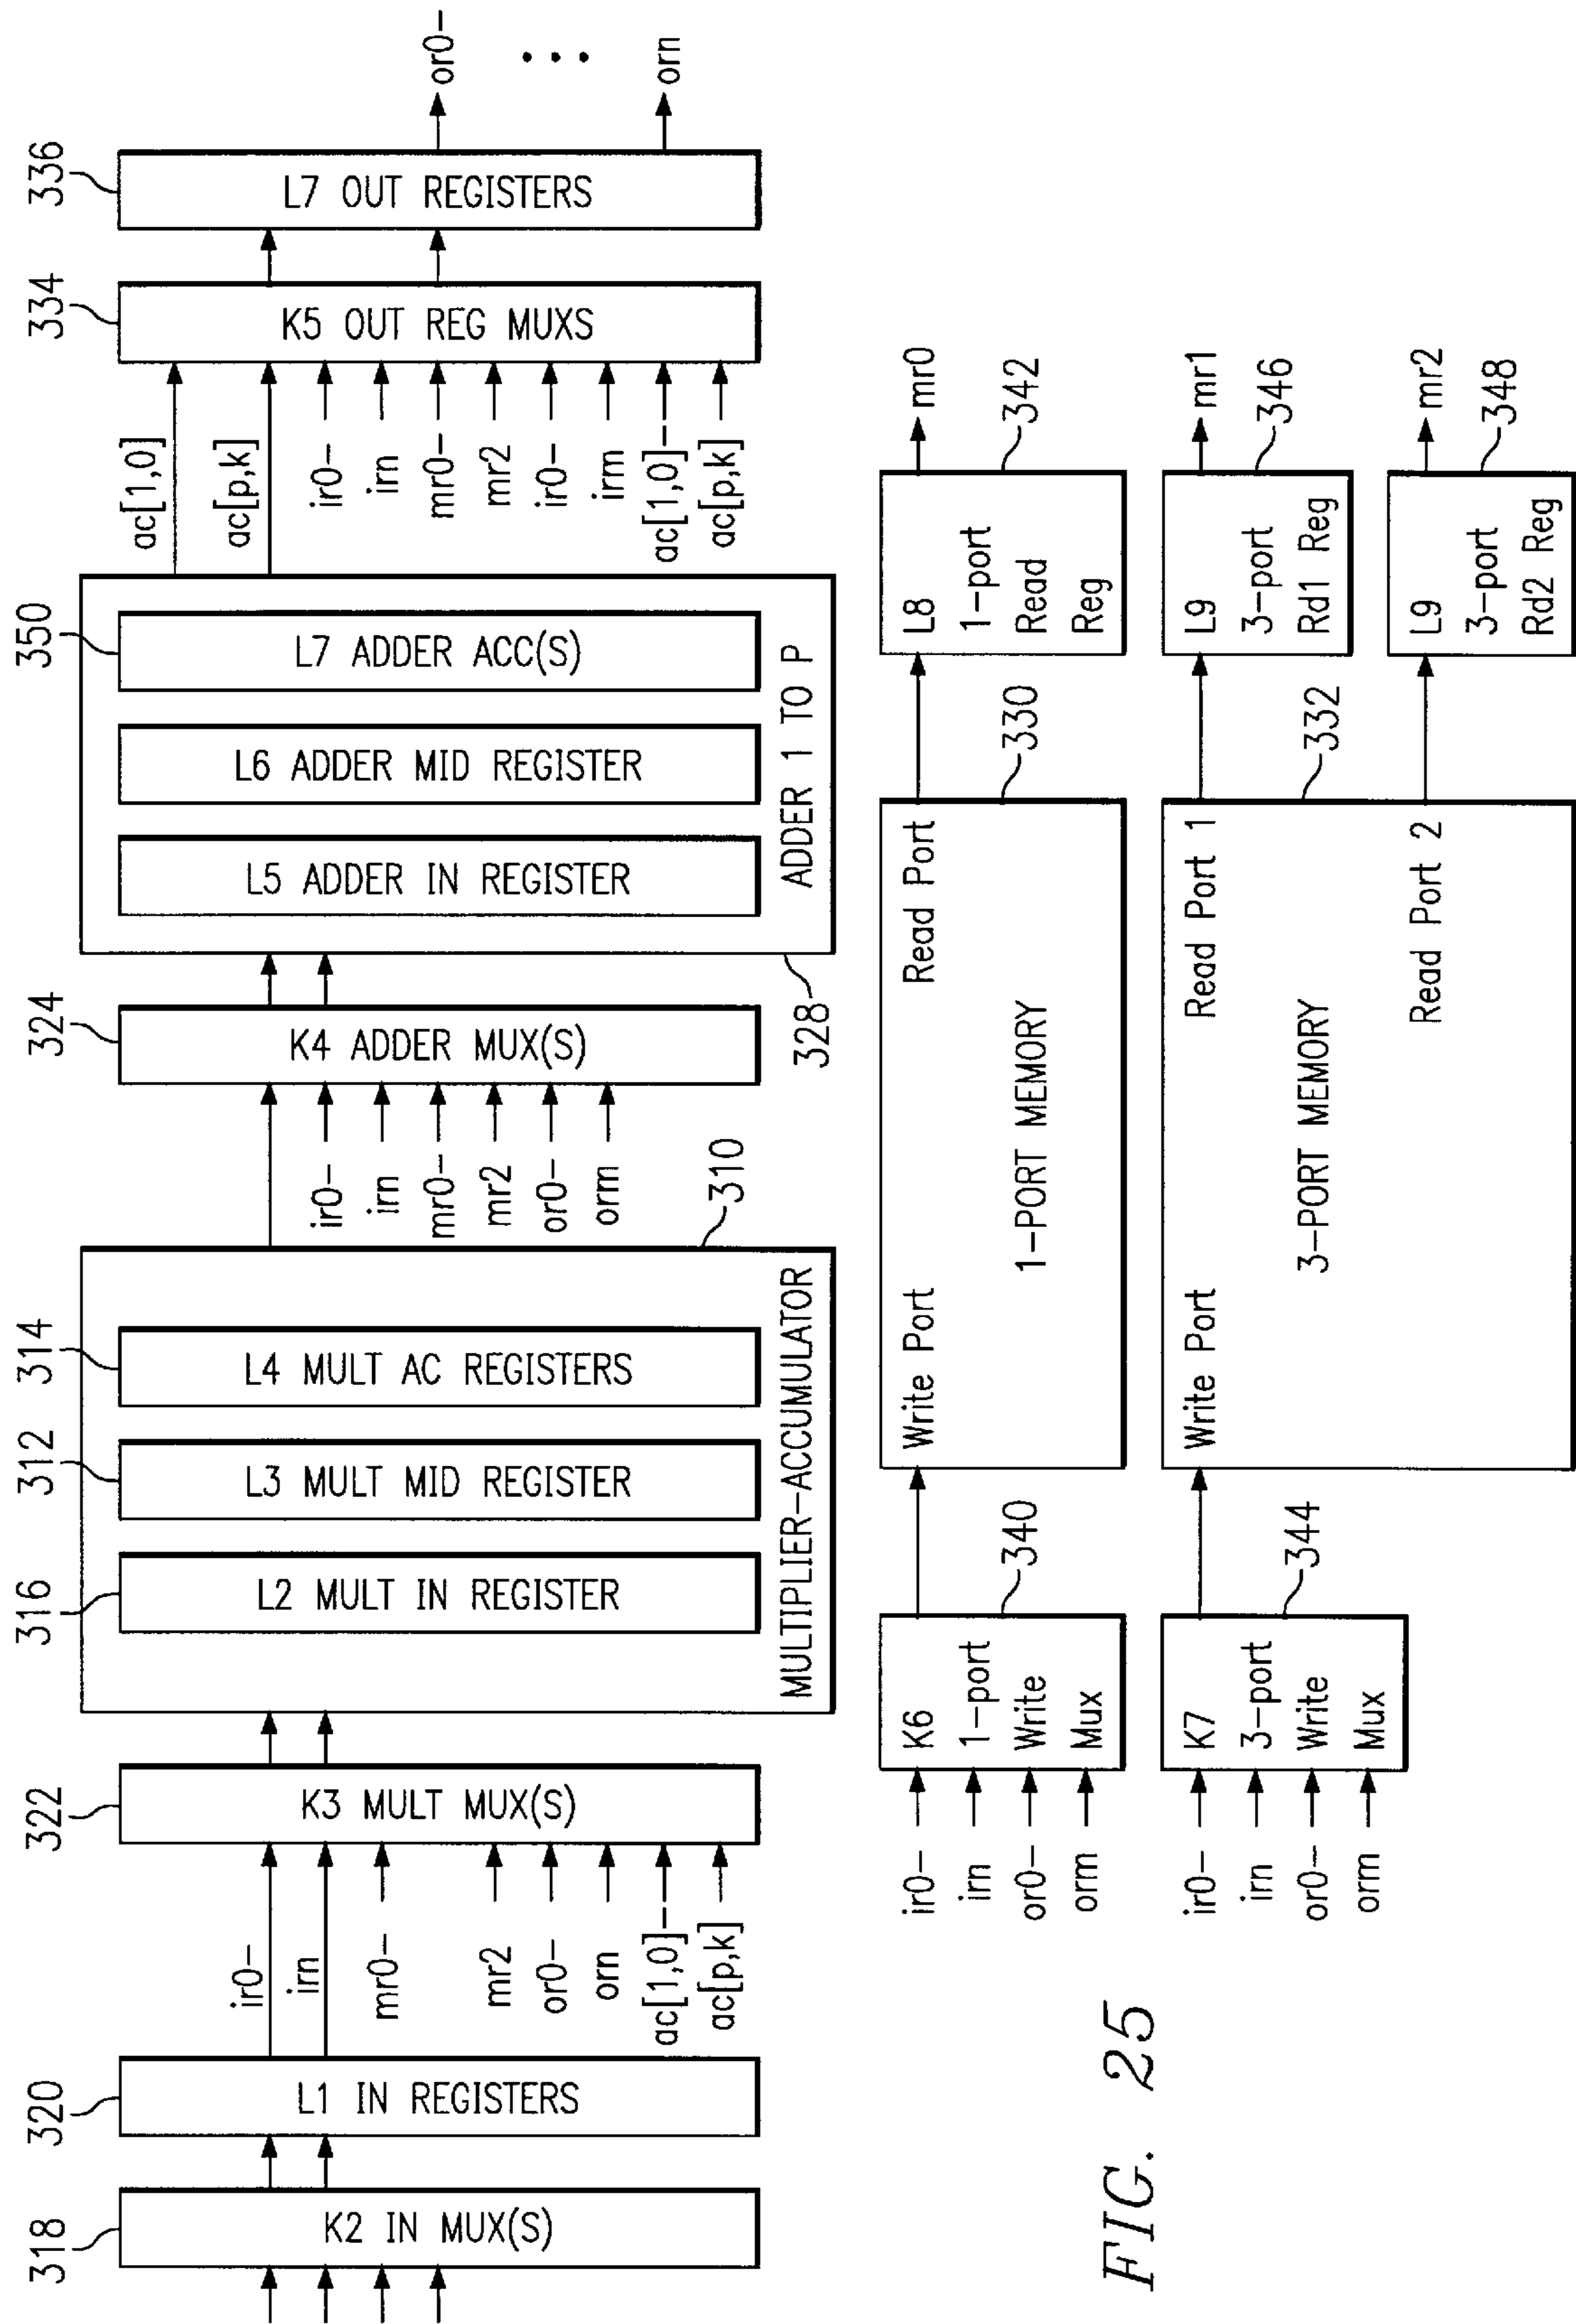 318
K2 IN MUX(S)
320
L1 IN REGISTERS
ir0-
irn
mr0-
mr2
or0-
orn
ac[1,0]-
ac[p,k]
322
K3 MULT MUX(S)
316
L2 MULT IN REGISTER
312
L3 MULT MID REGISTER
314
L4 MULT AC REGISTERS
MULTIPLIER-ACCUMULATOR
310
ir0-
irn
mr0-
mr2
or0-
orm
324
K4 ADDER MUX(S)
328
L5 ADDER IN REGISTER
L6 ADDER MID REGISTER
350
L7 ADDER ACC(S)
ADDER 1 TO P
ac[1,0]
ac[p,k]
ir0-
irn
mr0-
mr2
ir0-
irm
ac[1,0]-
ac[p,k]
334
K5 OUT REG MUXS
336
L7 OUT REGISTERS
or0-
orn
ir0-
irn
or0-
orm
K6
1-port
Write
Mux
340
Write Port
Read Port
1-PORT MEMORY
330
L8
1-port
Read
Reg
342
mr0
ir0-
irn
or0-
orm
K7
3-port
Write
Mux
344
Write Port
Read Port 1
3-PORT MEMORY
Read Port 2
332
L9
3-port
Rd1 Reg
346
mr1
L9
3-port
Rd2 Reg
348
mr2
FIG. 25